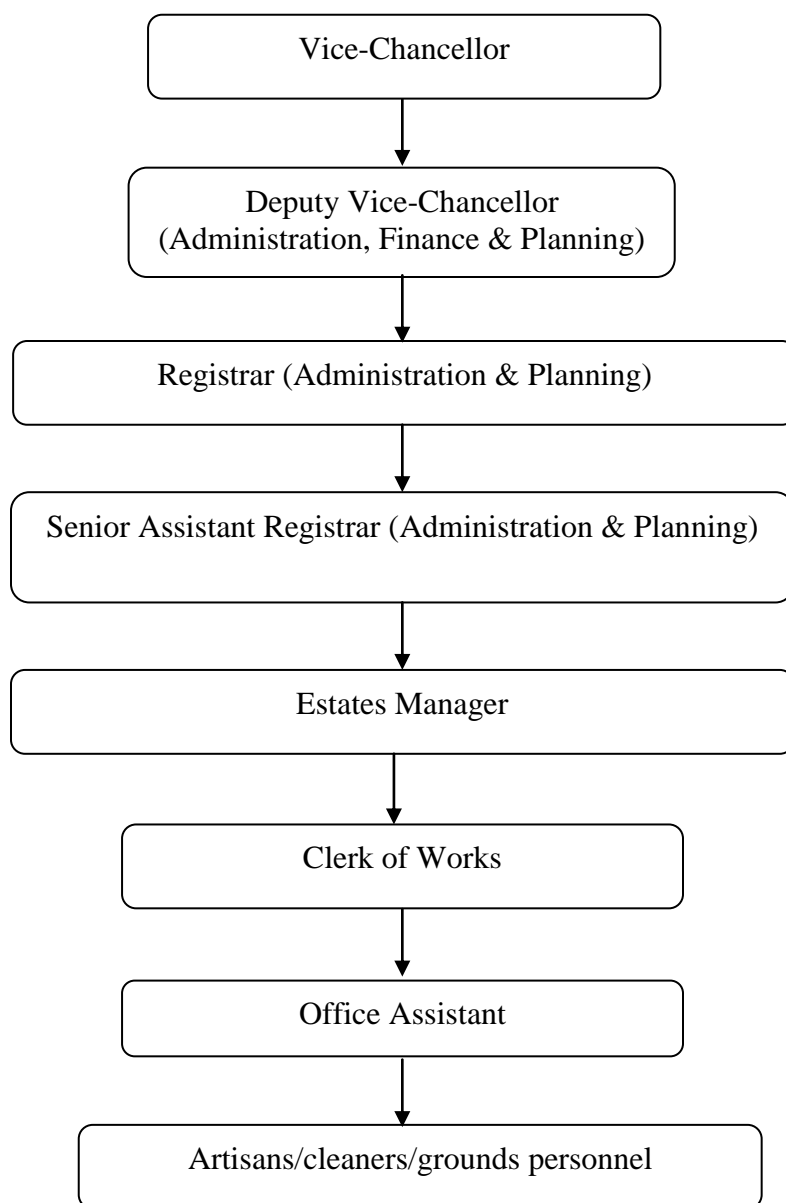 Vice-Chancellor
Deputy Vice-Chancellor
(Administration, Finance & Planning)
Registrar (Administration & Planning)
Senior Assistant Registrar (Administration & Planning)
Estates Manager
Clerk of Works
Office Assistant
Artisans/cleaners/grounds personnel